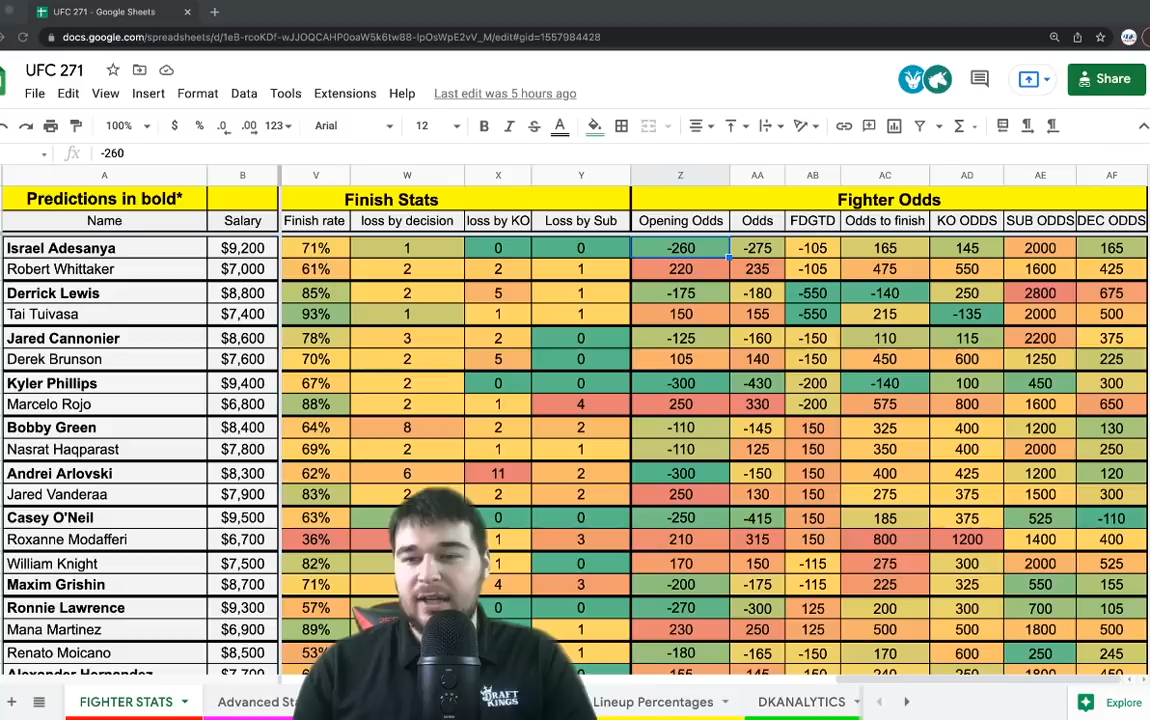 UFC 271 - Google Sheets
docs.google.com/spreadsheets/d/1eB-rcoKDf-wJJOQCAHP0oaW5k6tw88-IpOsWpE2vV_M/edit#gid=1557984428
UFC 271
File Edit View Insert Format Data Tools Extensions Help Last edit was 5 hours ago
Share
100% $ % .0 .00 123 Arial 12 B I S A
fx -260
A B V W X Y Z AA AB AC AD AE AF
Predictions in bold* Finish Stats Fighter Odds
Name Salary Finish rate loss by decision loss by KO Loss by Sub Opening Odds Odds FDGTD Odds to finish KO ODDS SUB ODDS DEC ODDS
Israel Adesanya $9,200 71% 1 0 0 -260 -275 -105 165 145 2000 165
Robert Whittaker $7,000 61% 2 2 1 220 235 -105 475 550 1600 425
Derrick Lewis $8,800 85% 2 5 1 -175 -180 -550 -140 250 2800 675
Tai Tuivasa $7,400 93% 1 1 1 150 155 -550 215 -135 2000 500
Jared Cannonier $8,600 78% 3 2 0 -125 -160 -150 110 115 2200 375
Derek Brunson $7,600 70% 2 5 0 105 140 -150 450 600 1250 225
Kyler Phillips $9,400 67% 2 0 0 -300 -430 -200 -140 100 450 300
Marcelo Rojo $6,800 88% 2 1 4 250 330 -200 575 800 1600 650
Bobby Green $8,400 64% 8 2 2 -110 -145 150 325 400 1200 130
Nasrat Haqparast $7,800 69% 2 1 1 -110 125 150 350 400 2000 250
Andrei Arlovski $8,300 62% 6 11 2 -300 -150 150 400 425 1200 120
Jared Vanderaa $7,900 83% 2 2 2 250 130 150 275 375 1500 300
Casey O'Neil $9,500 63% 0 0 -250 -415 150 185 375 525 -110
Roxanne Modafferi $6,700 36% 1 3 210 315 150 800 1200 1400 400
William Knight $7,500 82% 1 0 170 150 -115 275 300 2000 525
Maxim Grishin $8,700 71% 4 3 -200 -175 -115 225 325 550 155
Ronnie Lawrence $9,300 57% 0 0 -270 -300 125 200 300 700 105
Mana Martinez $6,900 89% 1 230 250 125 500 500 1800 500
Renato Moicano $8,500 53% 1 -180 -165 -150 170 600 250 245
Alexander Hernandez $7,700 155 145 -150 240 250 1800 450
DRAFT KINGS
FIGHTER STATS Advanced Sta Lineup Percentages DKANALYTICS Explore